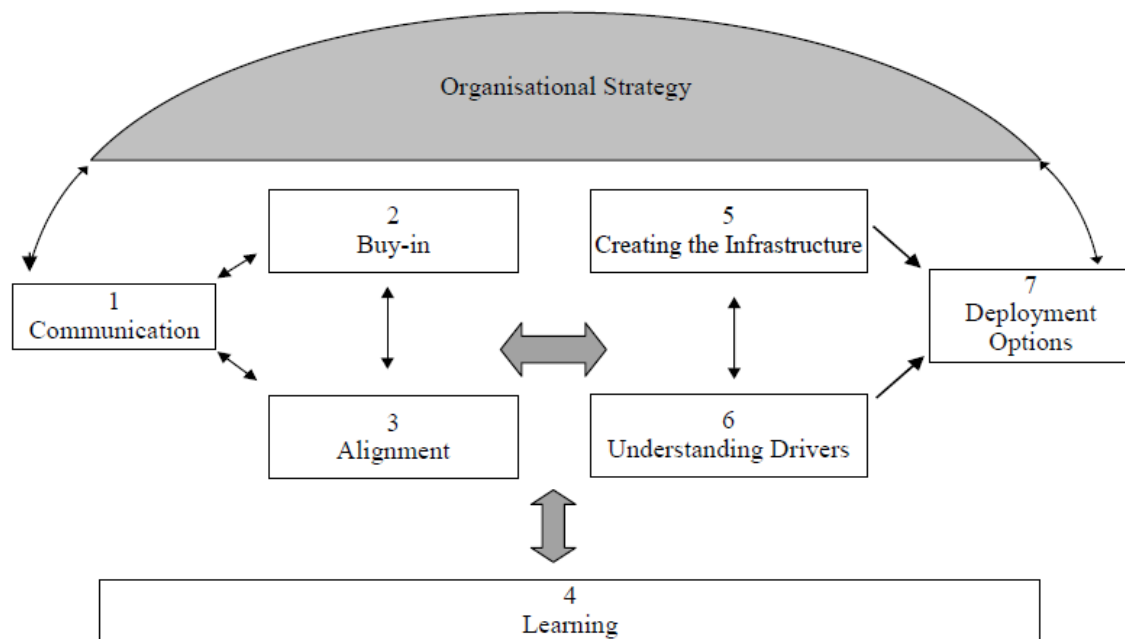 Organisational Strategy
2
Buy-in
5
Creating the Infrastructure
1
Communication
7
Deployment
Options
3
Alignment
6
Understanding Drivers
4
Learning